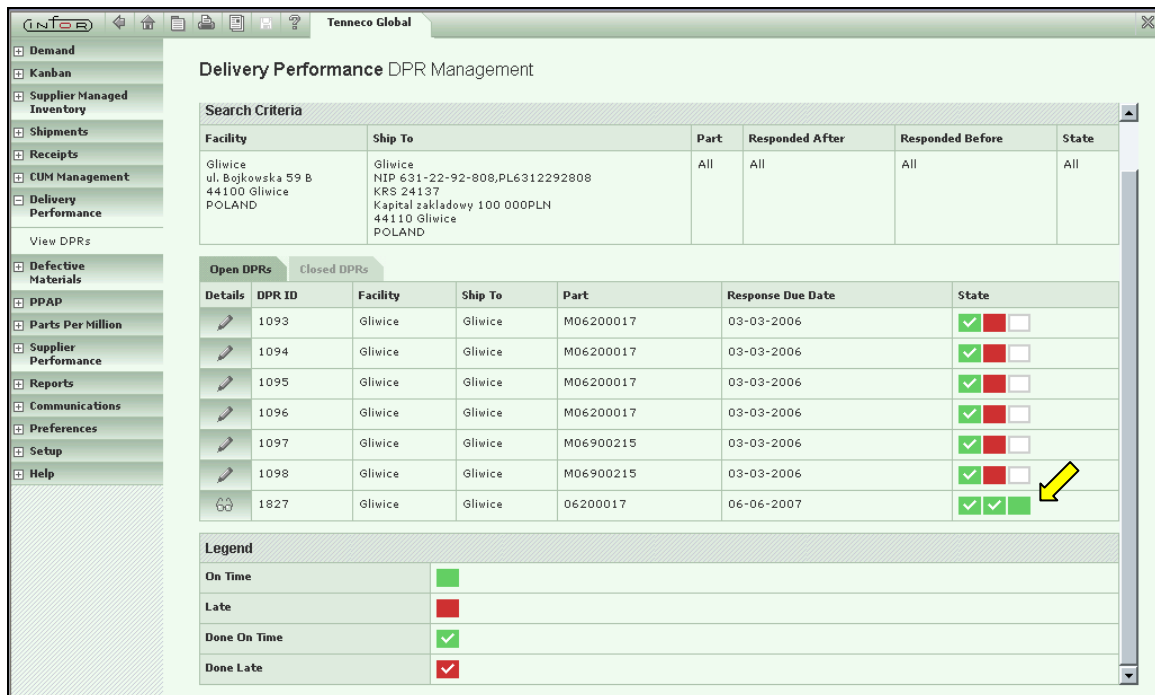 infor
Tenneco Global
Demand
Kanban
Supplier Managed
Inventory
Shipments
Receipts
CUM Management
Delivery
Performance
View DPRs
Defective
Materials
PPAP
Parts Per Million
Supplier
Performance
Reports
Communications
Preferences
Setup
Help
Delivery Performance DPR Management
Search Criteria
Facility Ship To Part Responded After Responded Before State
Gliwice Gliwice All All All All
ul. Bojkowska 59 B NIP 631-22-92-808,PL6312292808
44100 Gliwice KRS 24137
POLAND Kapital zakladowy 100 000PLN
44110 Gliwice
POLAND
Open DPRs Closed DPRs
Details DPR ID Facility Ship To Part Response Due Date State
1093 Gliwice Gliwice M06200017 03-03-2006
1094 Gliwice Gliwice M06200017 03-03-2006
1095 Gliwice Gliwice M06200017 03-03-2006
1096 Gliwice Gliwice M06200017 03-03-2006
1097 Gliwice Gliwice M06900215 03-03-2006
1098 Gliwice Gliwice M06900215 03-03-2006
1827 Gliwice Gliwice 06200017 06-06-2007
Legend
On Time
Late
Done On Time
Done Late